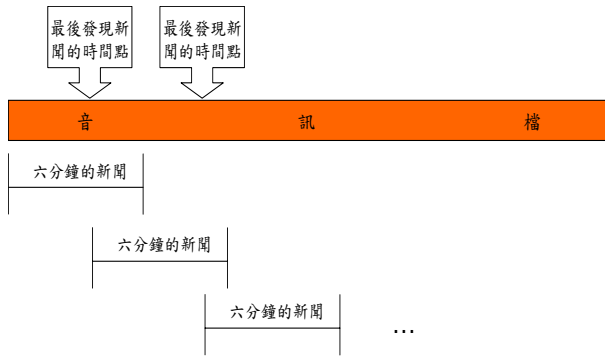 最後發現新
聞的時間點
最後發現新
聞的時間點
音 訊 檔
六分鐘的新聞
六分鐘的新聞
六分鐘的新聞
...